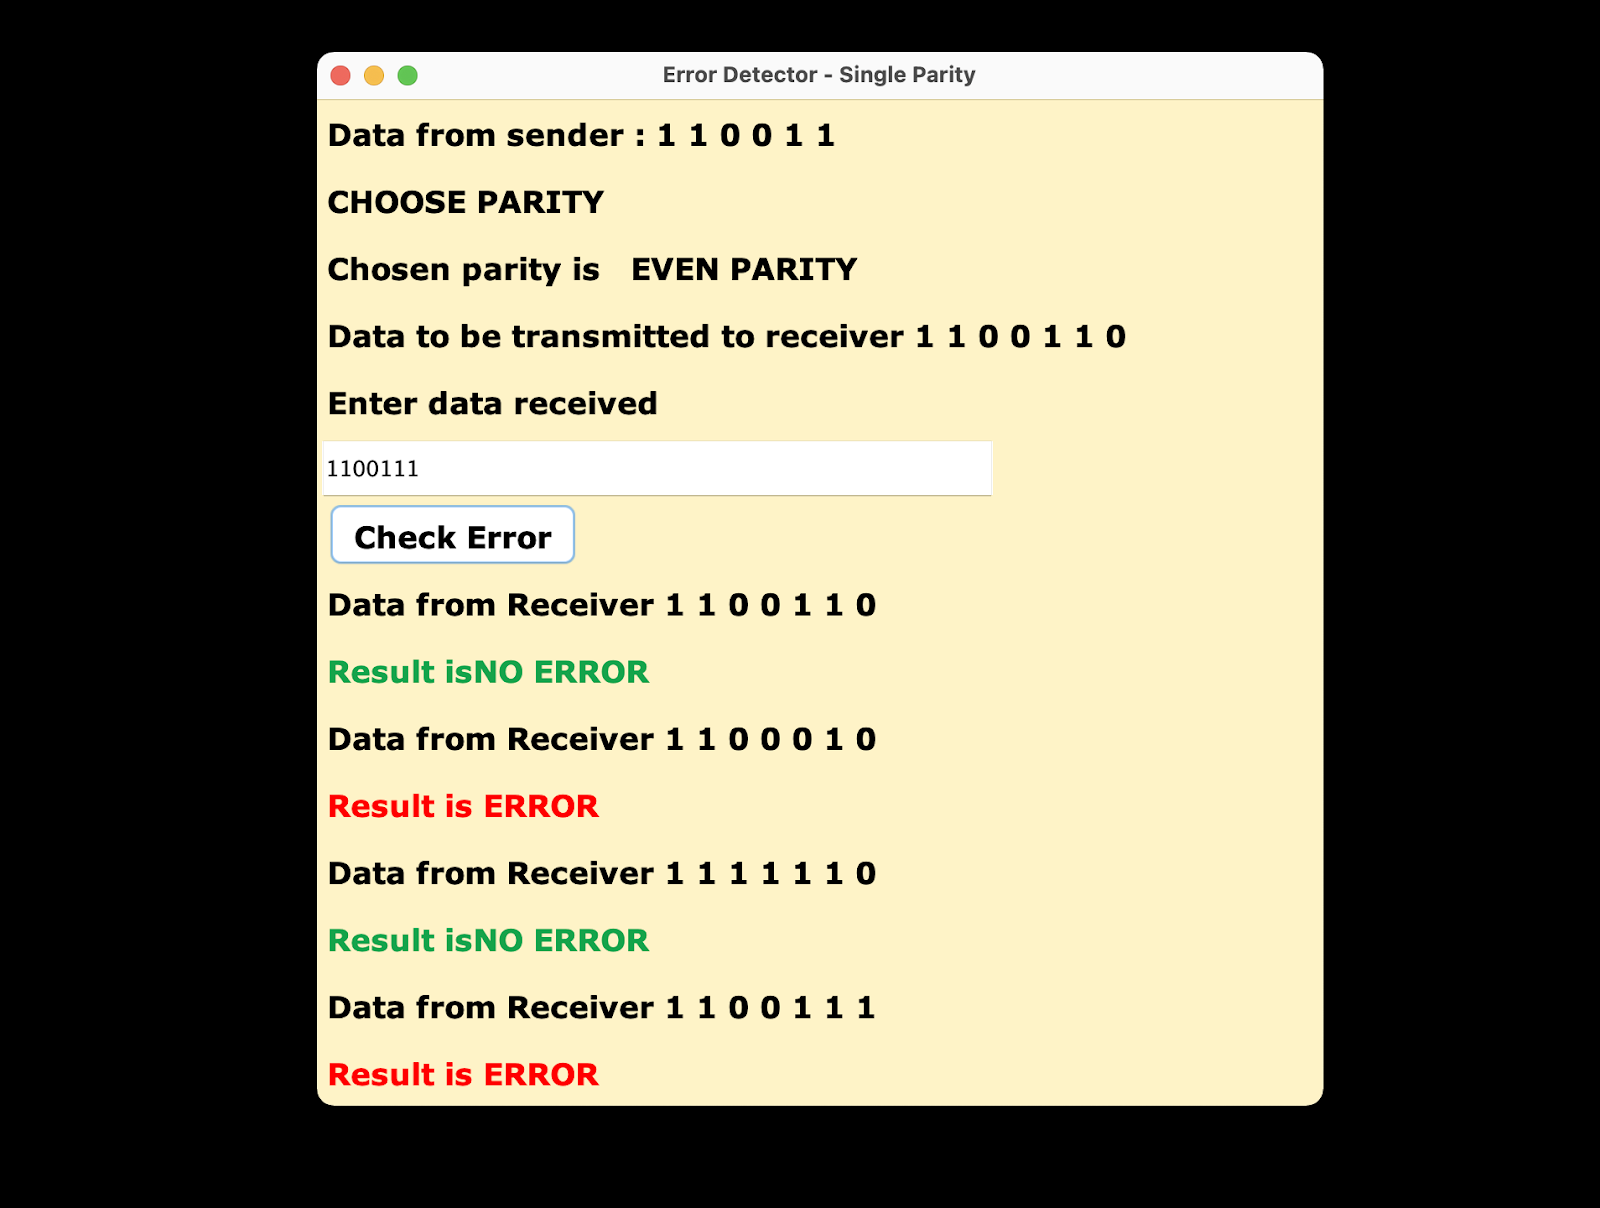 Error Detector - Single Parity
Data from sender : 1 1 0 0 1 1
CHOOSE PARITY
Chosen parity is   EVEN PARITY
Data to be transmitted to receiver 1 1 0 0 1 1 0
Enter data received
1100111
Check Error
Data from Receiver 1 1 0 0 1 1 0
Result isNO ERROR
Data from Receiver 1 1 0 0 0 1 0
Result is ERROR
Data from Receiver 1 1 1 1 1 1 0
Result isNO ERROR
Data from Receiver 1 1 0 0 1 1 1
Result is ERROR